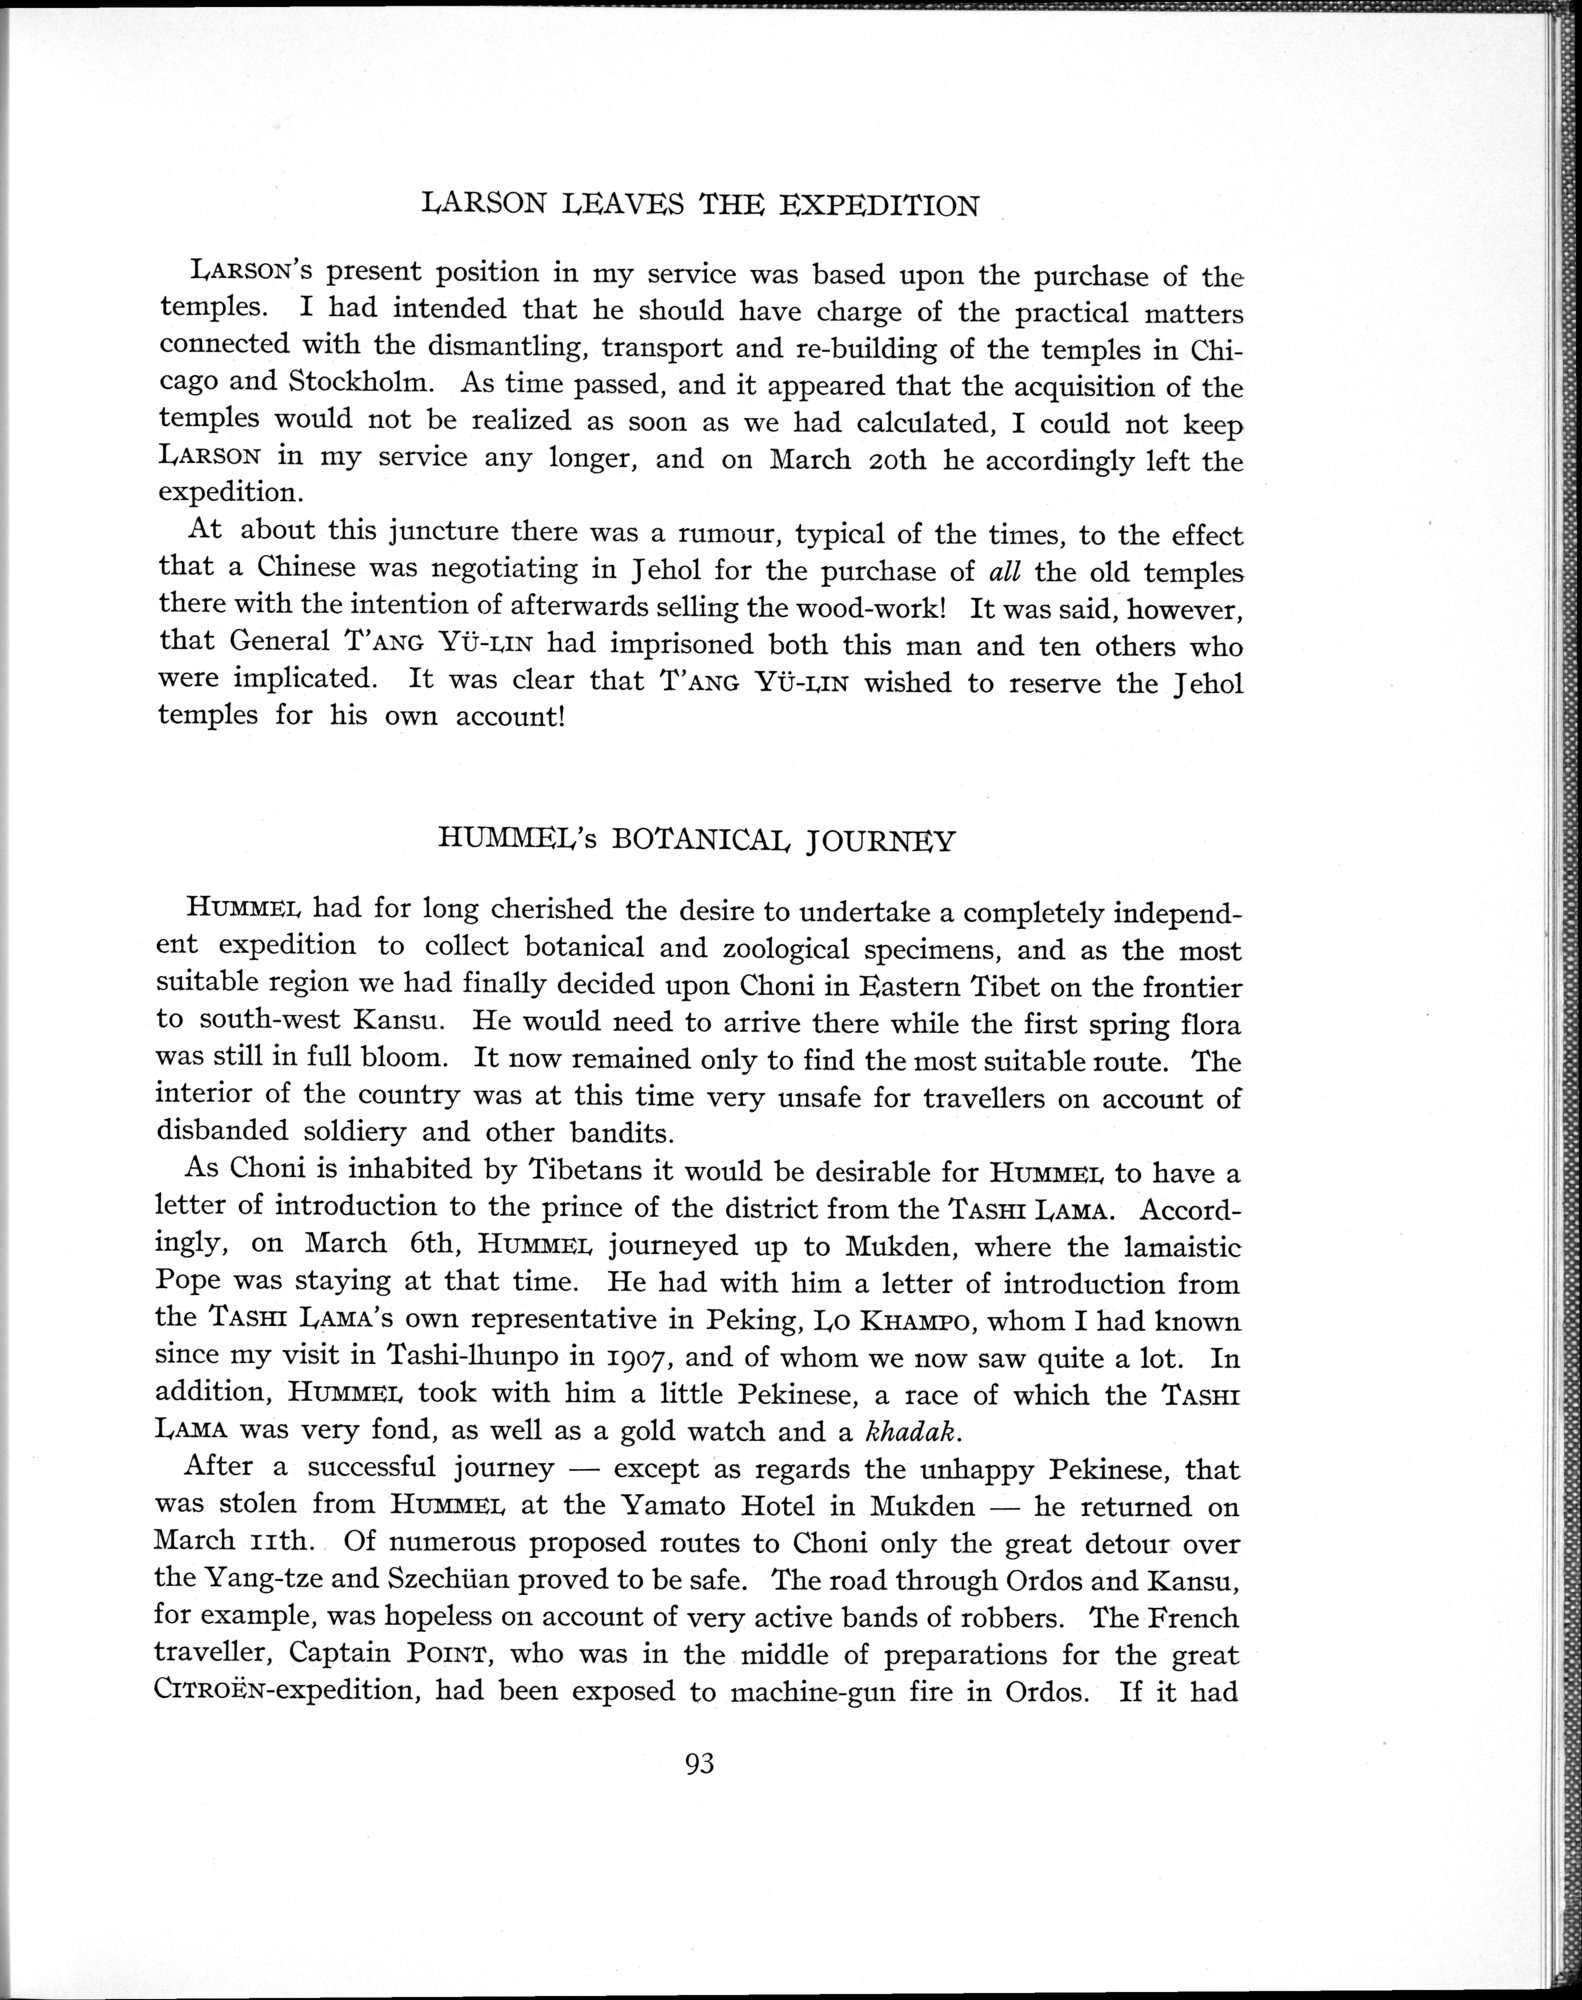 LARSON LEAVES THE EXPEDITION
LARSON's present position in my service was based upon the purchase of the
temples. I had intended that he should have charge of the practical matters
connected with the dismantling, transport and re-building of the temples in Chi-
cago and Stockholm. As time passed, and it appeared that the acquisition of the
temples would not be realized as soon as we had calculated, I could not keep
LARSON in my service any longer, and on March 20th he accordingly left the
expedition.
At about this juncture there was a rumour, typical of the times, to the effect
that a Chinese was negotiating in Jehol for the purchase of all the old temples
there with the intention of afterwards selling the wood-work! It was said, however,
that General T'ANG YÜ-LIN had imprisoned both this man and ten others who
were implicated. It was clear that T'ANG YÜ-LIN wished to reserve the Jehol
temples for his own account!
HUMMEL's BOTANICAL JOURNEY
HUMMEL had for long cherished the desire to undertake a completely independ-
ent expedition to collect botanical and zoological specimens, and as the most
suitable region we had finally decided upon Choni in Eastern Tibet on the frontier
to south-west Kansu. He would need to arrive there while the first spring flora
was still in full bloom. It now remained only to find the most suitable route. The
interior of the country was at this time very unsafe for travellers on account of
disbanded soldiery and other bandits.
As Choni is inhabited by Tibetans it would be desirable for HUMMEL to have a
letter of introduction to the prince of the district from the TASHI LAMA. Accord-
ingly, on March 6th, HUMMEL journeyed up to Mukden, where the lamaistic
Pope was staying at that time. He had with him a letter of introduction from
the TASHI LAMA's own representative in Peking, LO KHAMPO, whom I had known
since my visit in Tashi-lhunpo in 1907, and of whom we now saw quite a lot. In
addition, HUMMEL took with him a little Pekinese, a race of which the TASHI
LAMA was very fond, as well as a gold watch and a khadak.
After a successful journey — except as regards the unhappy Pekinese, that
was stolen from HUMMEL at the Yamato Hotel in Mukden — he returned on
March 11th. Of numerous proposed routes to Choni only the great detour over
the Yang-tze and Szechüan proved to be safe. The road through Ordos and Kansu,
for example, was hopeless on account of very active bands of robbers. The French
traveller, Captain POINT, who was in the middle of preparations for the great
CITROËN-expedition, had been exposed to machine-gun fire in Ordos. If it had
93